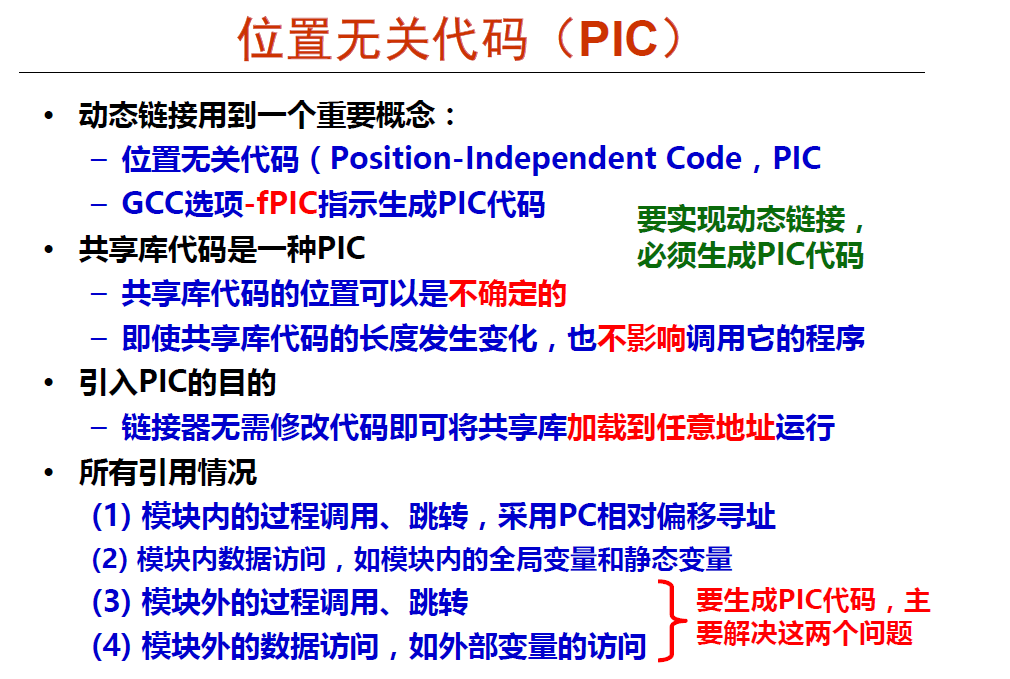 位置无关代码（PIC）
• 动态链接用到一个重要概念：
– 位置无关代码（Position-Independent Code，PIC
– GCC选项-fPIC指示生成PIC代码
要实现动态链接，
必须生成PIC代码
• 共享库代码是一种PIC
– 共享库代码的位置可以是不确定的
– 即使共享库代码的长度发生变化，也不影响调用它的程序
• 引入PIC的目的
– 链接器无需修改代码即可将共享库加载到任意地址运行
• 所有引用情况
(1) 模块内的过程调用、跳转，采用PC相对偏移寻址
(2) 模块内数据访问，如模块内的全局变量和静态变量
(3) 模块外的过程调用、跳转
(4) 模块外的数据访问，如外部变量的访问
要生成PIC代码，主
要解决这两个问题